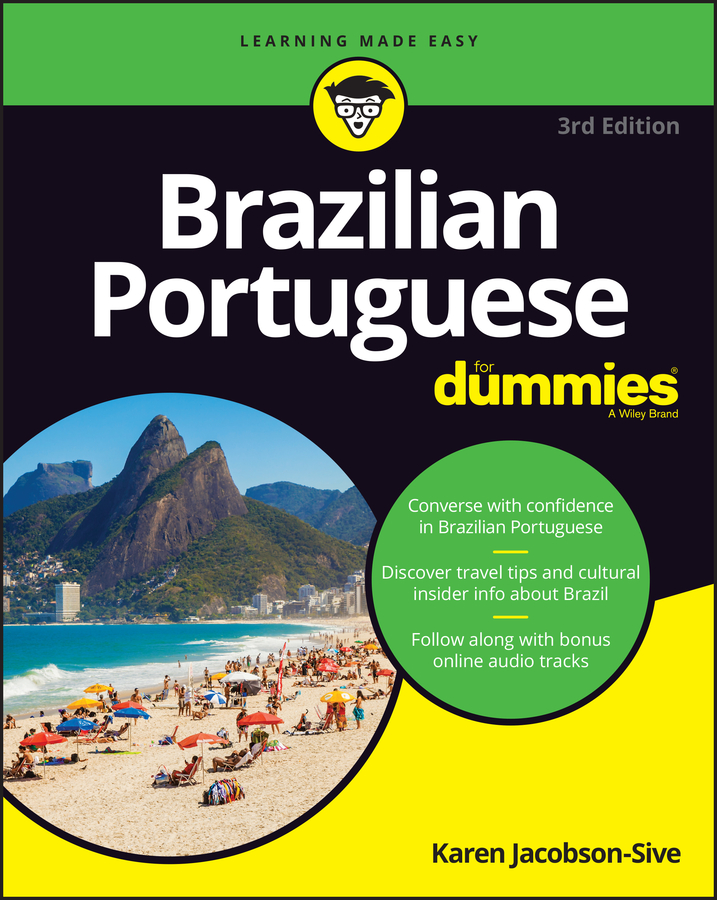 LEARNING MADE EASY
3rd Edition
Brazilian
Portuguese
for
dummies®
A Wiley Brand
Converse with confidence
in Brazilian Portuguese
Discover travel tips and cultural
insider info about Brazil
Follow along with bonus
online audio tracks
Karen Jacobson-Sive